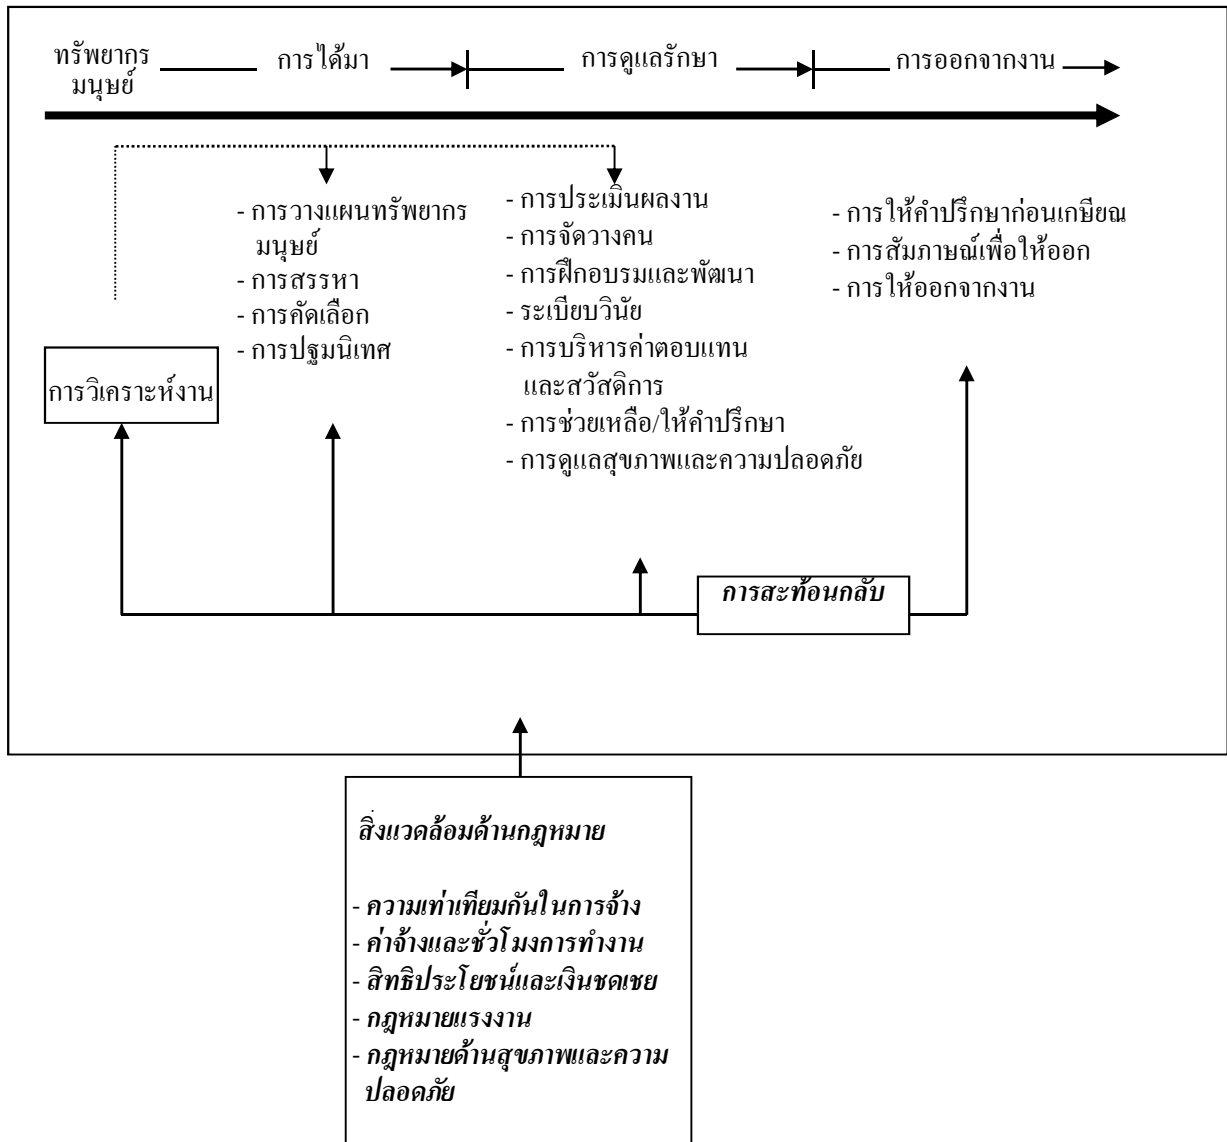 ทรัพยากร
มนุษย์
การได้มา
การดูแลรักษา
การออกจากงาน
- การวางแผนทรัพยากร
มนุษย์
- การสรรหา
- การคัดเลือก
- การปฐมนิเทศ
- การประเมินผลงาน
- การจัดวางคน
- การฝึกอบรมและพัฒนา
- ระเบียบวินัย
- การบริหารค่าตอบแทน
และสวัสดิการ
- การช่วยเหลือ/ให้คำปรึกษา
- การดูแลสุขภาพและความปลอดภัย
- การให้คำปรึกษาก่อนเกษียณ
- การสัมภาษณ์เพื่อให้ออก
- การให้ออกจากงาน
การวิเคราะห์งาน
การสะท้อนกลับ
สิ่งแวดล้อมด้านกฎหมาย
- ความเท่าเทียมกันในการจ้าง
- ค่าจ้างและชั่วโมงการทำงาน
- สิทธิประโยชน์และเงินชดเชย
- กฎหมายแรงงาน
- กฎหมายด้านสุขภาพและความ
ปลอดภัย